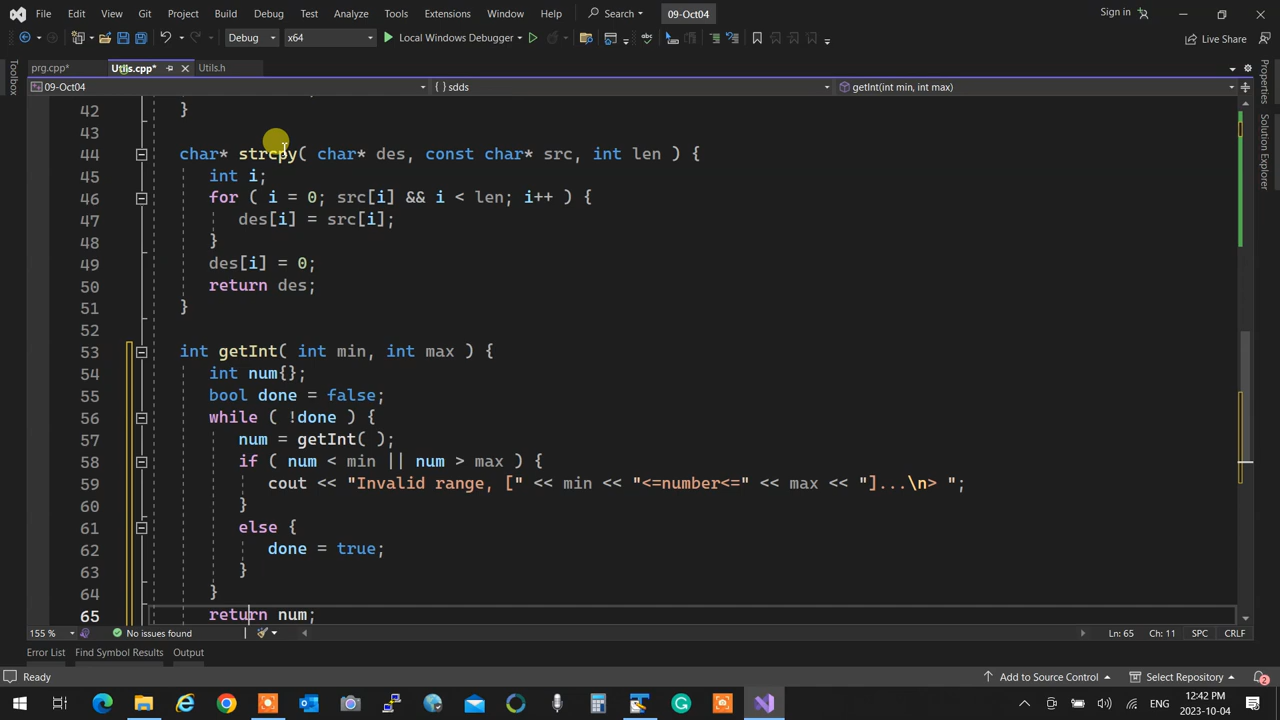 File Edit View Git Project Build Debug Test Analyze Tools Extensions Window Help Search 09-Oct04 Sign in
Debug x64 Local Windows Debugger Live Share
prg.cpp* Utils.cpp* Utils.h
09-Oct04 {} sdds getInt(int min, int max)
Toolbox
Properties
Solution Explorer
42 }
43
44 char* strcpy( char* des, const char* src, int len ) {
45 int i;
46 for ( i = 0; src[i] && i < len; i++ ) {
47 des[i] = src[i];
48 }
49 des[i] = 0;
50 return des;
51 }
52
53 int getInt( int min, int max ) {
54 int num{};
55 bool done = false;
56 while ( !done ) {
57 num = getInt( );
58 if ( num < min || num > max ) {
59 cout << "Invalid range, [" << min << "<=number<=" << max << "]...\n> ";
60 }
61 else {
62 done = true;
63 }
64 }
65 return num;
155 % No issues found Ln: 65 Ch: 11 SPC CRLF
Error List Find Symbol Results Output
Ready Add to Source Control Select Repository 2
ENG 12:42 PM
2023-10-04